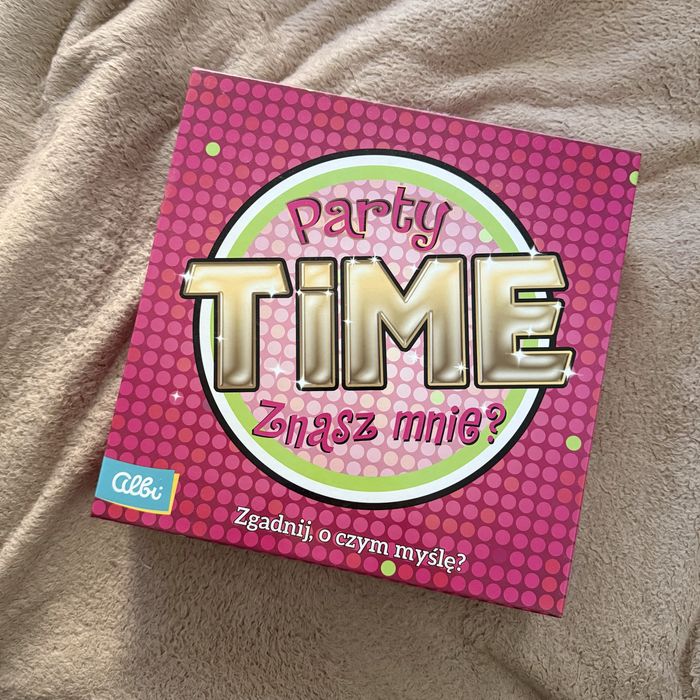 Party
TiME
Znasz mnie?
albi
Zgadnij, o czym myślę?